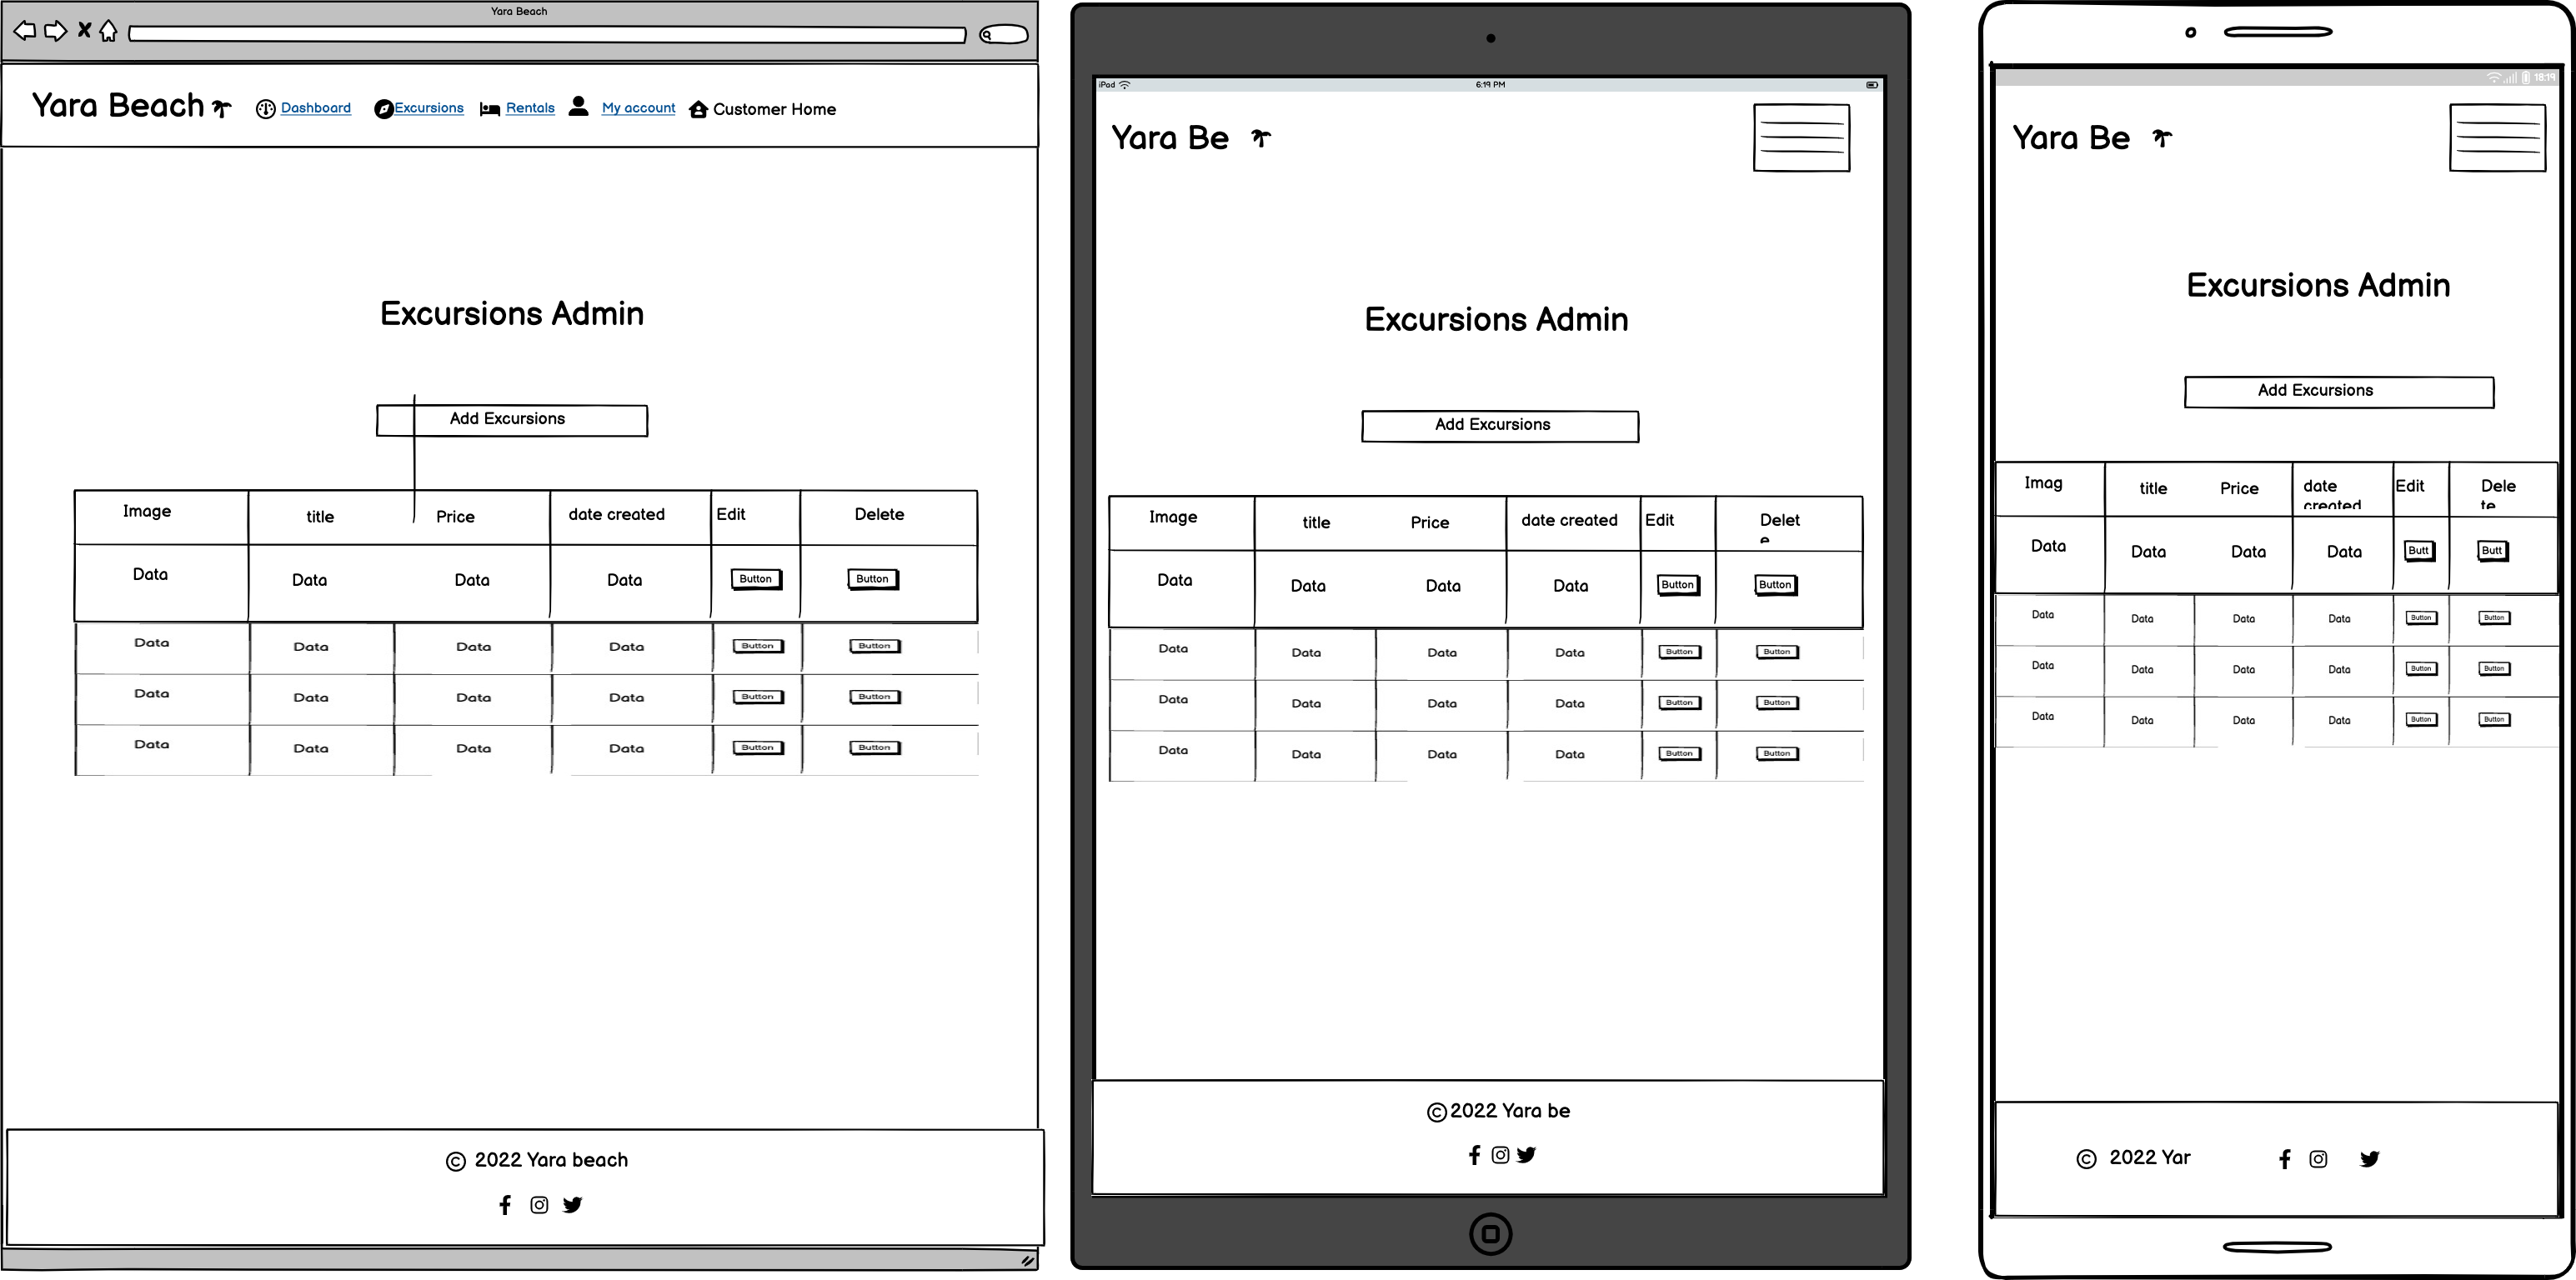 Yara Beach
Yara Beach Dashboard Excursions Rentals My account Customer Home
Excursions Admin
Add Excursions
Image title Price date created Edit Delete
Data Data Data Data Button Button
Data Data Data Data Button Button
Data Data Data Data Button Button
Data Data Data Data Button Button
© 2022 Yara beach
iPad 6:19 PM
Yara Be
Excursions Admin
Add Excursions
Image title Price date created Edit Delet
e
Data Data Data Data Button Button
Data Data Data Data Button Button
Data Data Data Data Button Button
Data Data Data Data Button Button
©2022 Yara be
18:19
Yara Be
Excursions Admin
Add Excursions
Imag title Price date Edit Dele
created te
Data Data Data Data Butt Butt
Data Data Data Data Button Button
Data Data Data Data Button Button
Data Data Data Data Button Button
© 2022 Yar